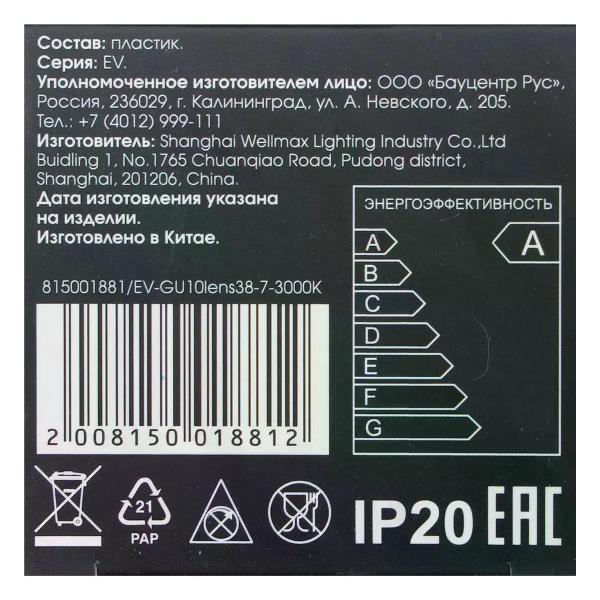 Состав: пластик.
Серия: EV.
Уполномоченное изготовителем лицо: ООО «Бауцентр Рус»,
Россия, 236029, г. Калининград, ул. А. Невского, д. 205.
Тел.: +7 (4012) 999-111
Изготовитель: Shanghai Wellmax Lighting Industry Co.,Ltd
Buidling 1, No.1765 Chuanqiao Road, Pudong district,
Shanghai, 201206, China.
Дата изготовления указана
на изделии.
Изготовлено в Китае.
815001881/EV-GU10lens38-7-3000K
2 008150 018812
ЭНЕРГОЭФФЕКТИВНОСТЬ
A
A
B
C
D
E
F
G
21
PAP
IP20
EAC